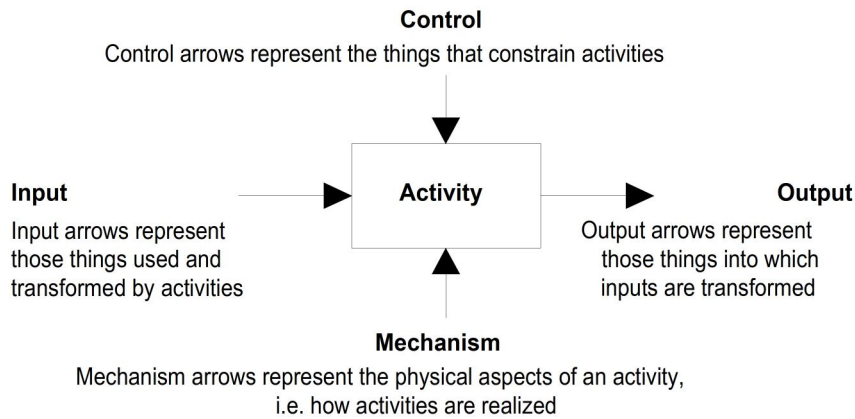 Control
Control arrows represent the things that constrain activities
Input
Input arrows represent
those things used and
transformed by activities
Activity
Output
Output arrows represent
those things into which
inputs are transformed
Mechanism
Mechanism arrows represent the physical aspects of an activity,
i.e. how activities are realized